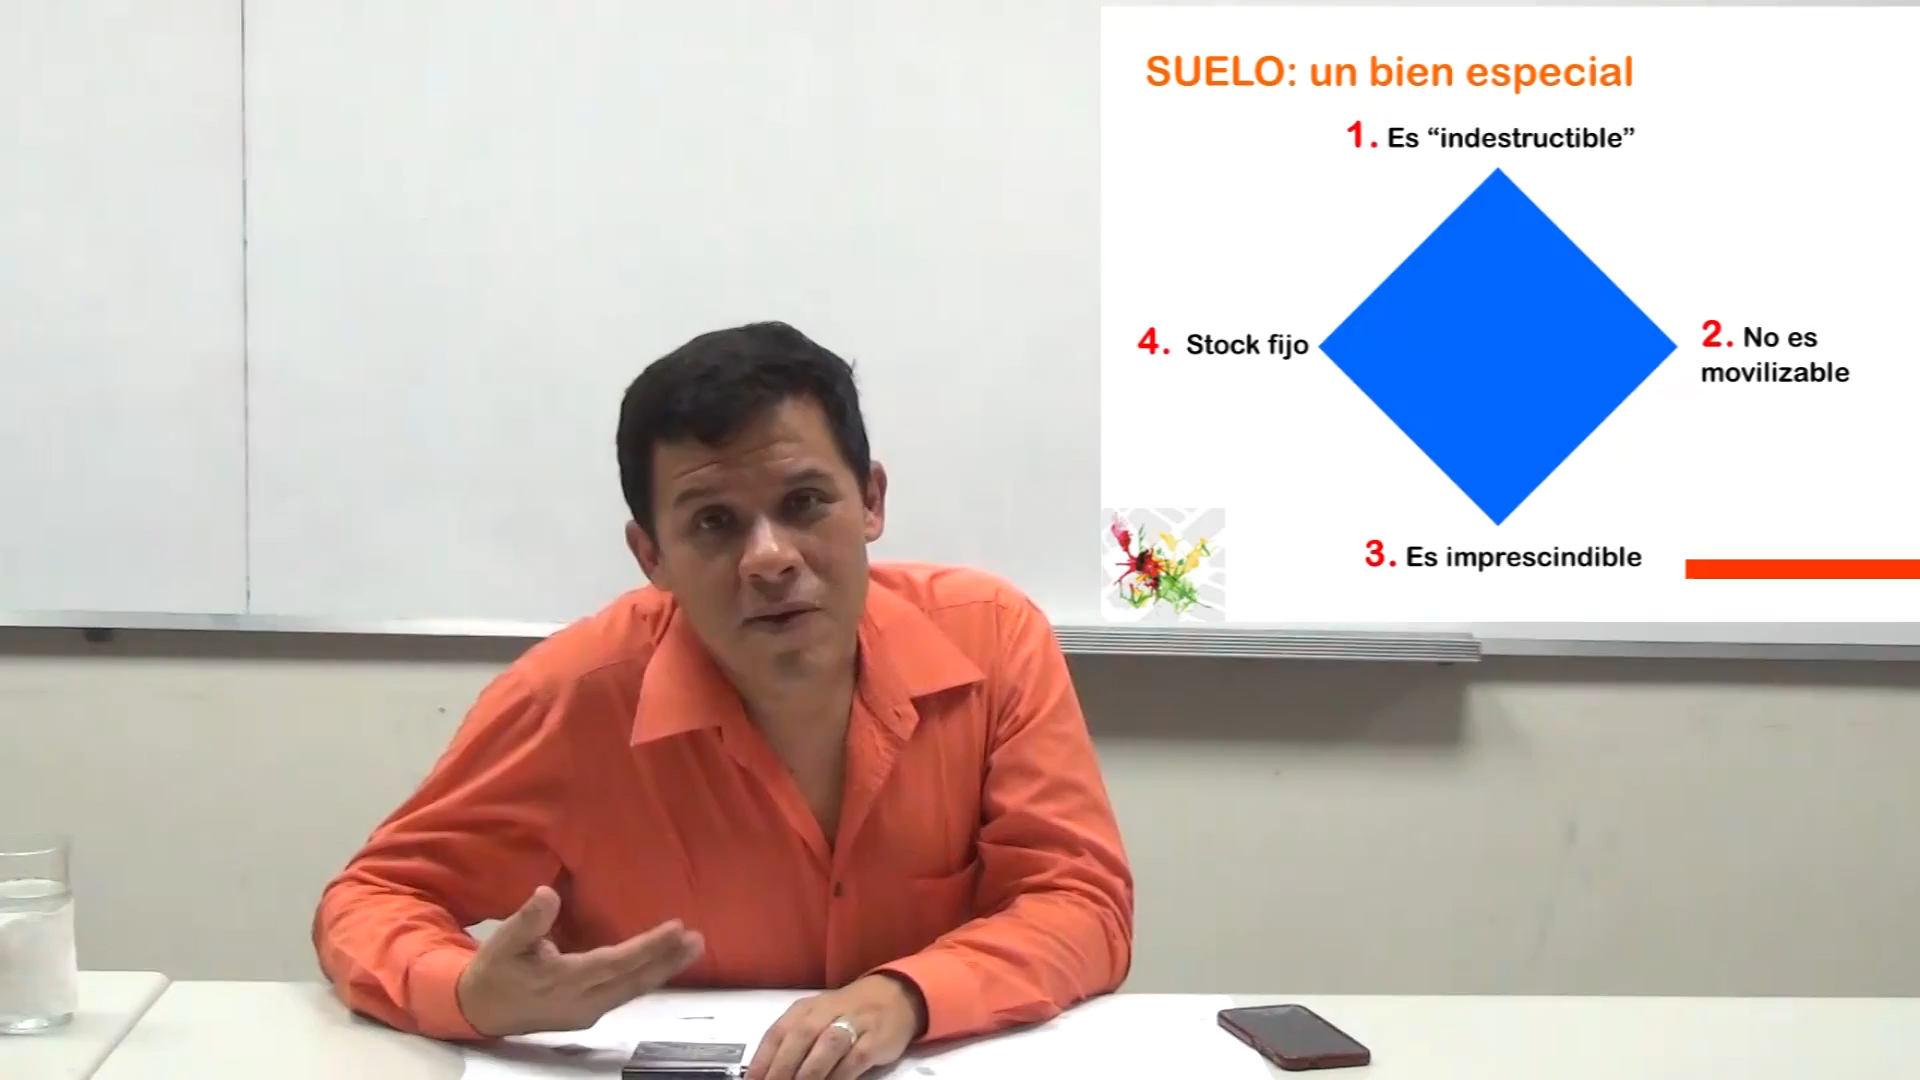 SUELO: un bien especial
1. Es “indestructible”
4. Stock fijo
2. No es
movilizable
3. Es imprescindible